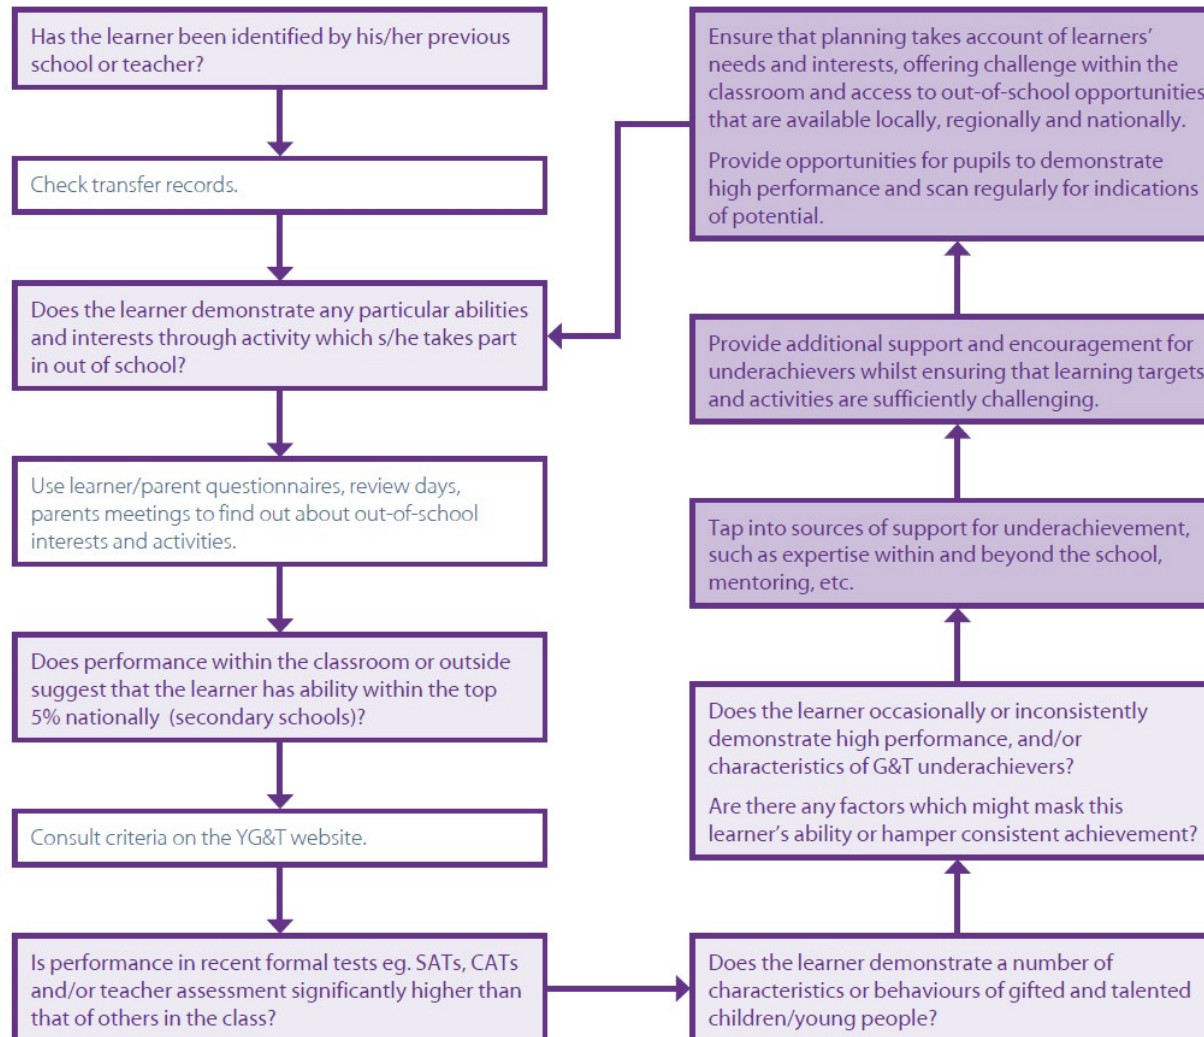 Has the learner been identified by his/her previous
school or teacher?
Check transfer records.
Does the learner demonstrate any particular abilities
and interests through activity which s/he takes part
in out of school?
Use learner/parent questionnaires, review days,
parents meetings to find out about out-of-school
interests and activities.
Does performance within the classroom or outside
suggest that the learner has ability within the top
5% nationally (secondary schools)?
Consult criteria on the YG&T website.
Is performance in recent formal tests eg. SATs, CATs
and/or teacher assessment significantly higher than
that of others in the class?
Does the learner demonstrate a number of
characteristics or behaviours of gifted and talented
children/young people?
Does the learner occasionally or inconsistently
demonstrate high performance, and/or
characteristics of G&T underachievers?
Are there any factors which might mask this
learner's ability or hamper consistent achievement?
Tap into sources of support for underachievement,
such as expertise within and beyond the school,
mentoring, etc.
Provide additional support and encouragement for
underachievers whilst ensuring that learning targets
and activities are sufficiently challenging.
Ensure that planning takes account of learners'
needs and interests, offering challenge within the
classroom and access to out-of-school opportunities
that are available locally, regionally and nationally.
Provide opportunities for pupils to demonstrate
high performance and scan regularly for indications
of potential.